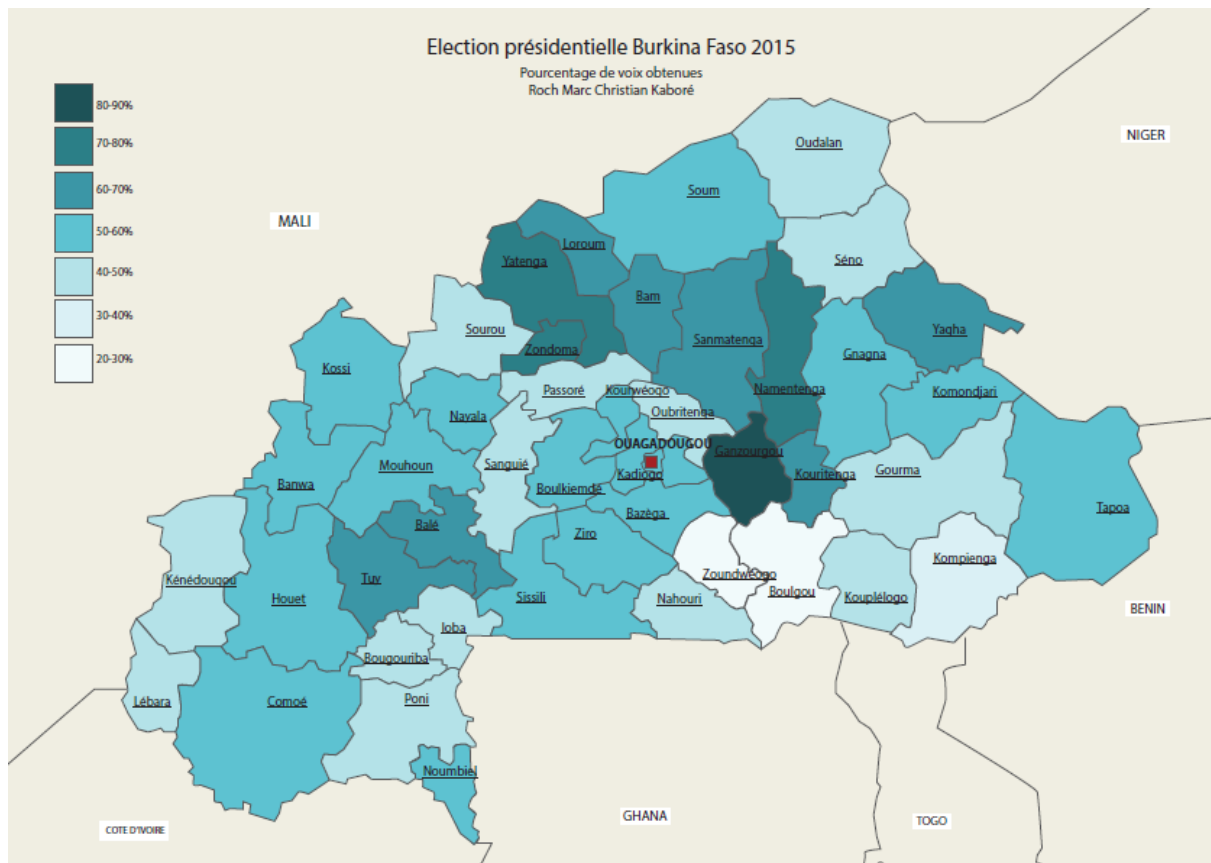 Election présidentielle Burkina Faso 2015
Pourcentage de voix obtenues
Roch Marc Christian Kaboré
80-90%
70-80%
60-70%
50-60%
40-50%
30-40%
20-30%
NIGER
MALI
BENIN
GHANA
TOGO
COTE D'IVOIRE
Oudalan
Soum
Loroum
Yatenga
Séno
Bam
Yagha
Sourou
Sanmatenga
Zondoma
Gnagna
Kossi
Passoré
Kourwéogo
Namentenga
Komondjari
Nayala
Oubritenga
OUAGADOUGOU
Ganzourgou
Mouhoun
Sanguié
Kadiogo
Kouritenga
Gourma
Banwa
Boulkiemdé
Tapoa
Bazèga
Balé
Ziro
Kompienga
Kénédougou
Tuy
Zoundwéogo
Houet
Sissili
Nahouri
Boulgou
Kouplélogo
Ioba
Bougouriba
Lébara
Comoé
Poni
Noumbiel